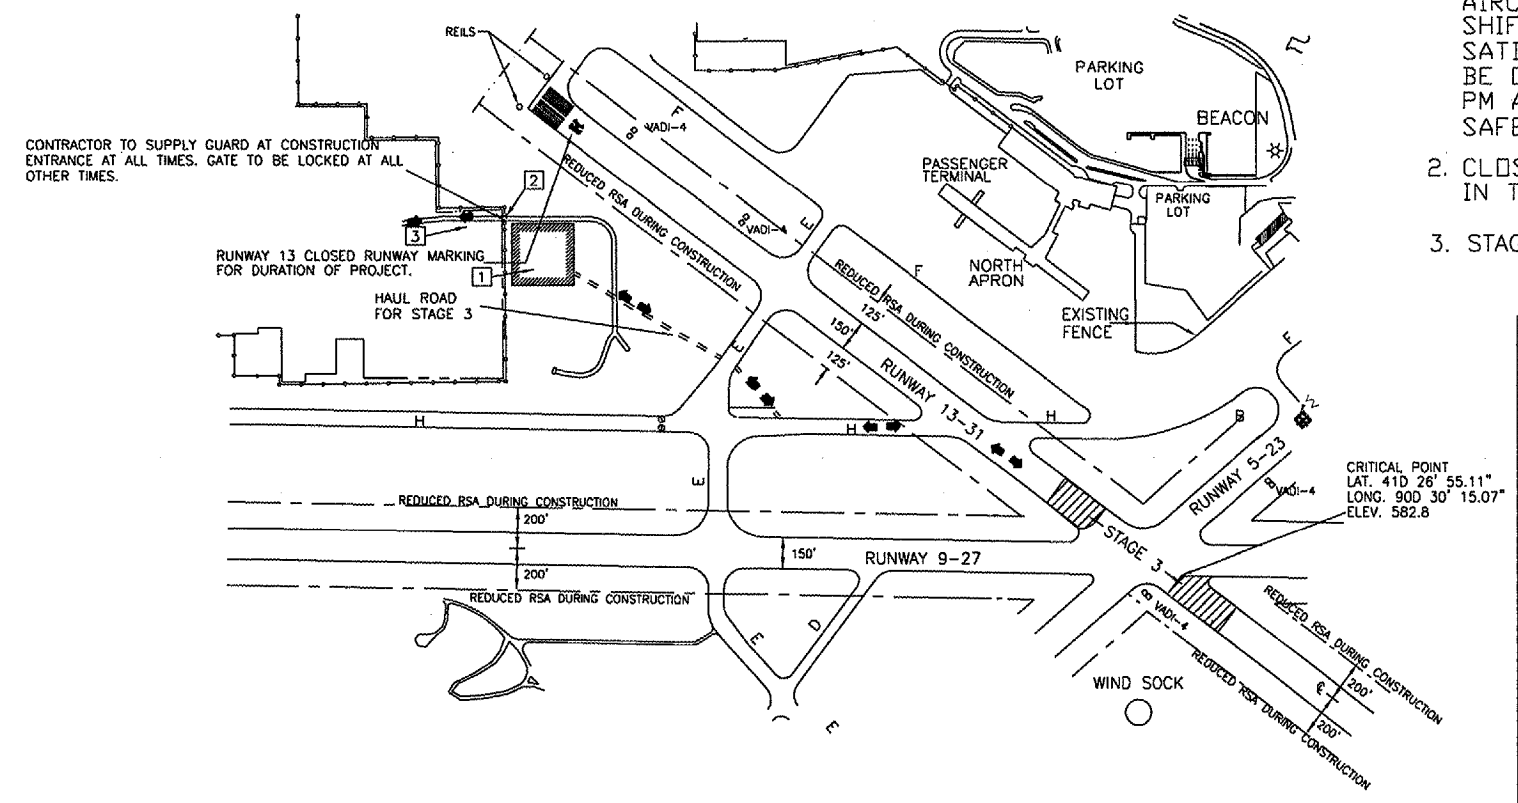 AIRC
SHIF
SATI
BE D
PM A
SAFE
2. CLOS
IN T
3. STAG
REILS
PARKING
LOT
BEACON
F
VADI-4
CONTRACTOR TO SUPPLY GUARD AT CONSTRUCTION
ENTRANCE AT ALL TIMES. GATE TO BE LOCKED AT ALL
OTHER TIMES.
PASSENGER
TERMINAL
PARKING
LOT
2
REDUCED RSA DURING CONSTRUCTION
VADI-4
E
3
RUNWAY 13 CLOSED RUNWAY MARKING
FOR DURATION OF PROJECT.
1
HAUL ROAD
FOR STAGE 3
NORTH
APRON
F
REDUCED RSA DURING CONSTRUCTION
EXISTING
FENCE
125'
150'
125'
E
F
RUNWAY 13-31
H
H
H
B
RUNWAY 5-23
VADI-4
CRITICAL POINT
LAT. 41D 26' 55.11"
LONG. 90D 30' 15.07"
ELEV. 582.8
E
REDUCED RSA DURING CONSTRUCTION
200'
200'
150'
RUNWAY 9-27
STAGE 3
REDUCED RSA DURING CONSTRUCTION
VADI-4
REDUCED RSA DURING CONSTRUCTION
REDUCED RSA DURING CONSTRUCTION
E
D
WIND SOCK
℄
200'
200'
E